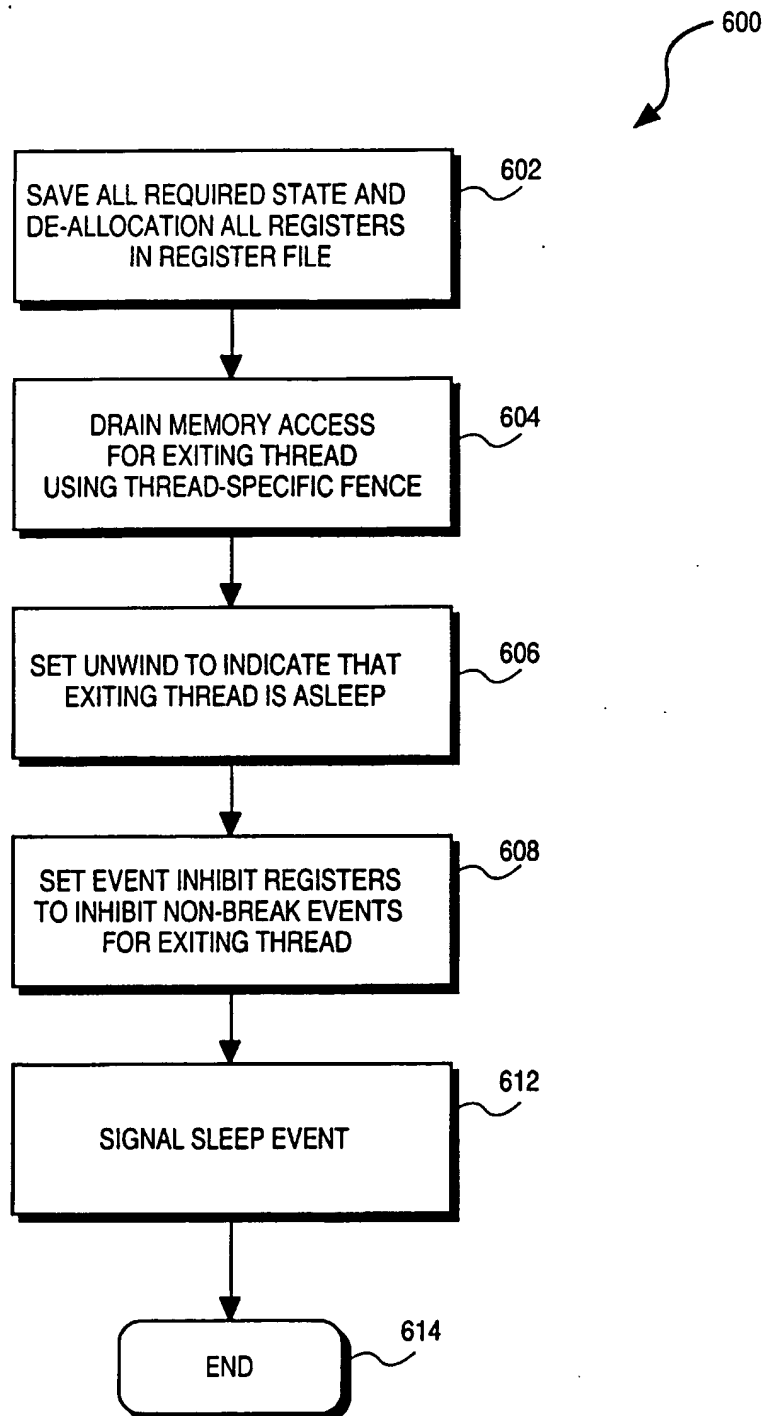 600
602
SAVE ALL REQUIRED STATE AND
DE-ALLOCATION ALL REGISTERS
IN REGISTER FILE
604
DRAIN MEMORY ACCESS
FOR EXITING THREAD
USING THREAD-SPECIFIC FENCE
606
SET UNWIND TO INDICATE THAT
EXITING THREAD IS ASLEEP
608
SET EVENT INHIBIT REGISTERS
TO INHIBIT NON-BREAK EVENTS
FOR EXITING THREAD
612
SIGNAL SLEEP EVENT
614
END